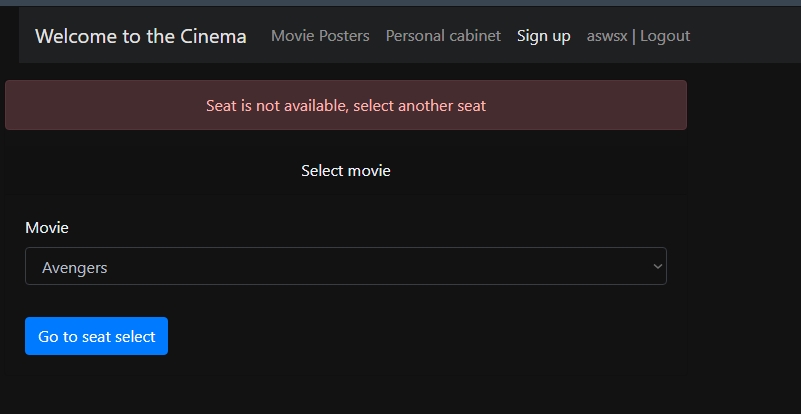 Welcome to the Cinema Movie Posters Personal cabinet Sign up aswsx | Logout
Seat is not available, select another seat
Select movie
Movie
Avengers
Go to seat select